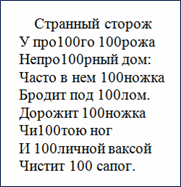 Странный сторож
У про100го 100рожа
Непро100рный дом:
Часто в нем 100ножка
Бродит под 100лом.
Дорожит 100ножка
Чи100тою ног
И 100личной ваксой
Чистит 100 сапог.